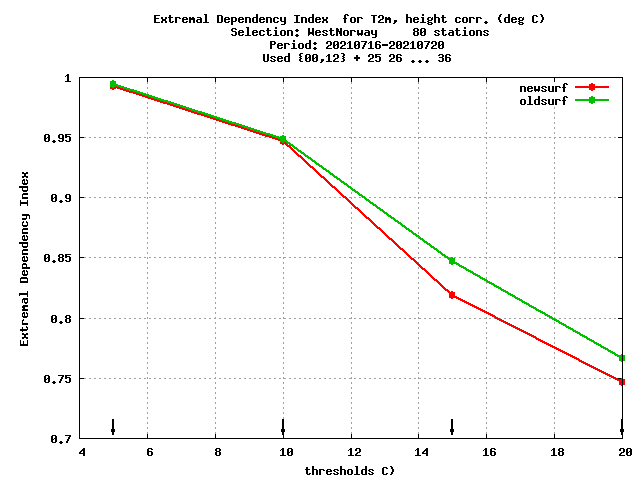 Extremal Dependency Index  for T2m, height corr. (deg C)
Selection: WestNorway     80 stations
Period: 20210716-20210720
Used {00,12} + 25 26 ... 36
newsurf
oldsurf
Extremal Dependency Index
1
0.95
0.9
0.85
0.8
0.75
0.7
4 6 8 10 12 14 16 18 20
thresholds C)